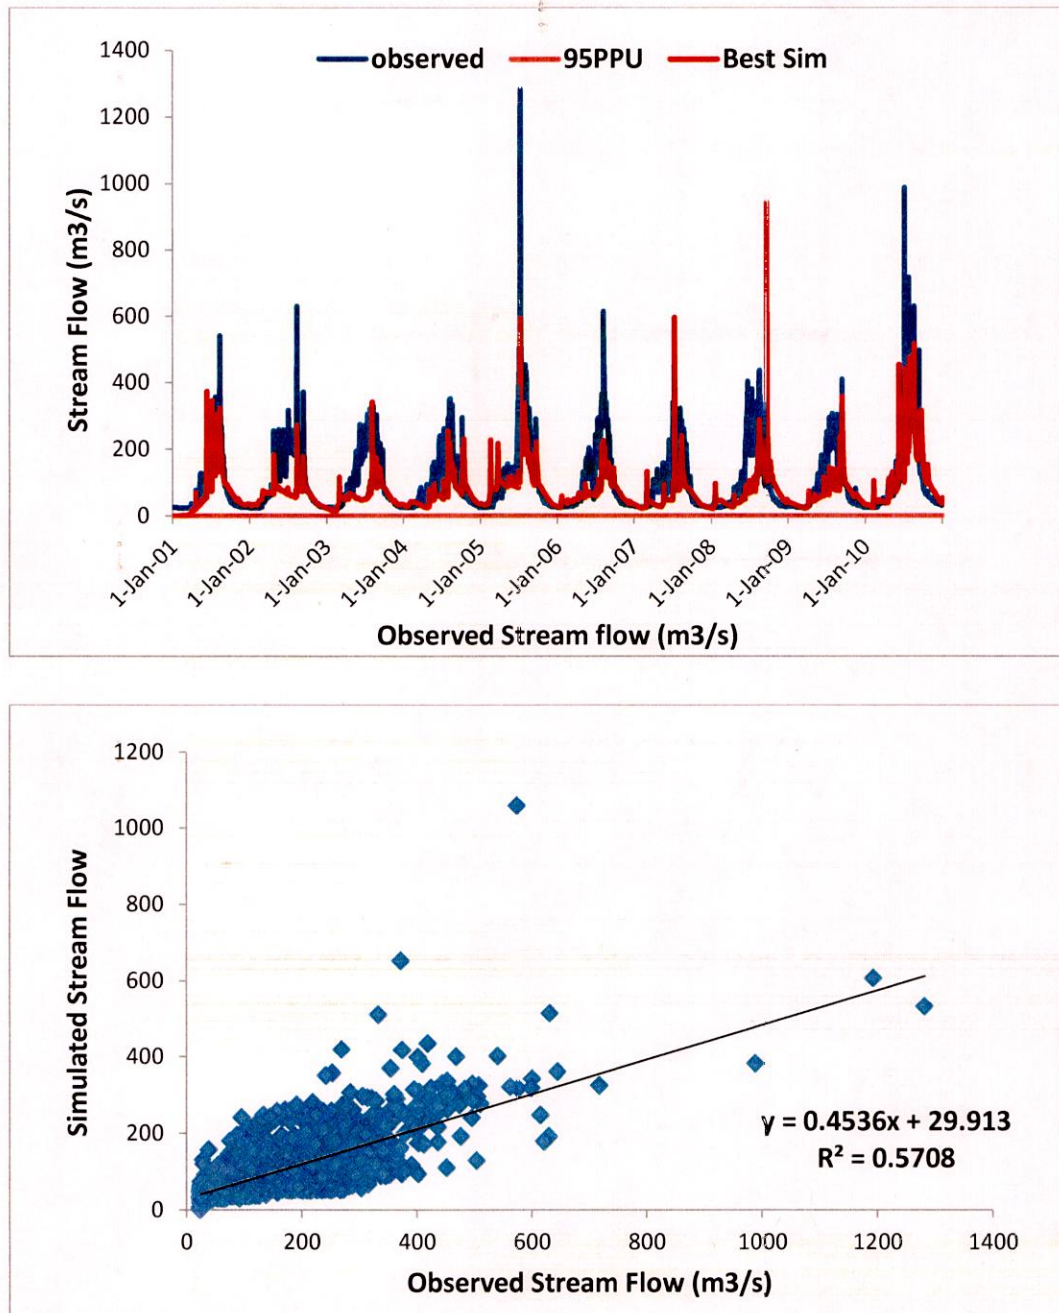 observed 95PPU Best Sim
Stream Flow (m3/s)
1400
1200
1000
800
600
400
200
0
1-Jan-01
1-Jan-02
1-Jan-03
1-Jan-04
1-Jan-05
1-Jan-06
1-Jan-07
1-Jan-08
1-Jan-09
1-Jan-10
Observed Stream flow (m3/s)
Simulated Stream Flow
1200
1000
800
600
400
200
0
y = 0.4536x + 29.913
R² = 0.5708
0 200 400 600 800 1000 1200 1400
Observed Stream Flow (m3/s)